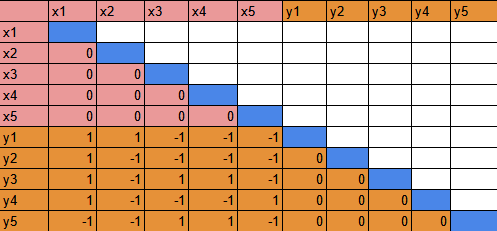 x1 x2 x3 x4 x5 y1 y2 y3 y4 y5
x1
x2 0
x3 0 0
x4 0 0 0
x5 0 0 0 0
y1 1 1 -1 -1 -1
y2 1 -1 -1 -1 1 0
y3 1 -1 1 -1 1 0 0
y4 1 -1 -1 1 1 0 0 0
y5 -1 -1 1 1 -1 0 0 0 0